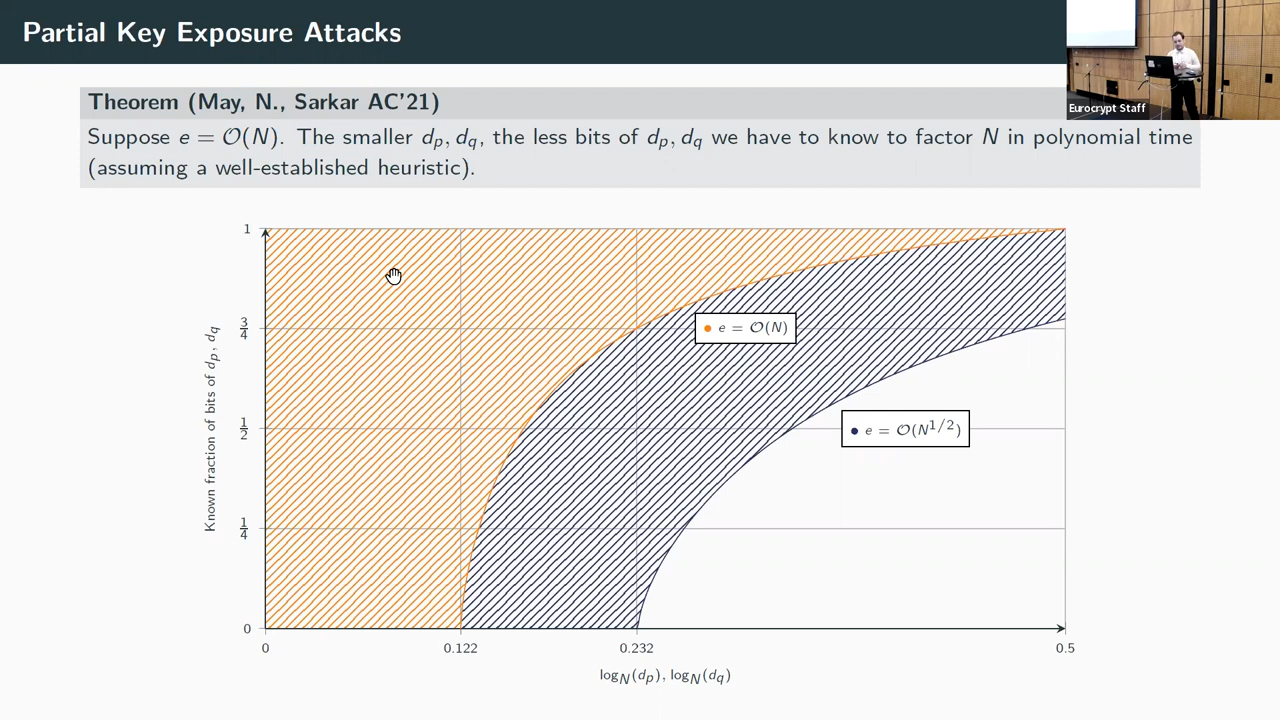 Partial Key Exposure Attacks
Eurocrypt Staff
Theorem (May, N., Sarkar AC'21)
Suppose e = 𝒪(N). The smaller d_p, d_q, the less bits of d_p, d_q we have to know to factor N in polynomial time
(assuming a well-established heuristic).
1
3/4
1/2
1/4
0
Known fraction of bits of d_p, d_q
e = 𝒪(N)
e = 𝒪(N^{1/2})
0 0.122 0.232 0.5
log_N(d_p), log_N(d_q)